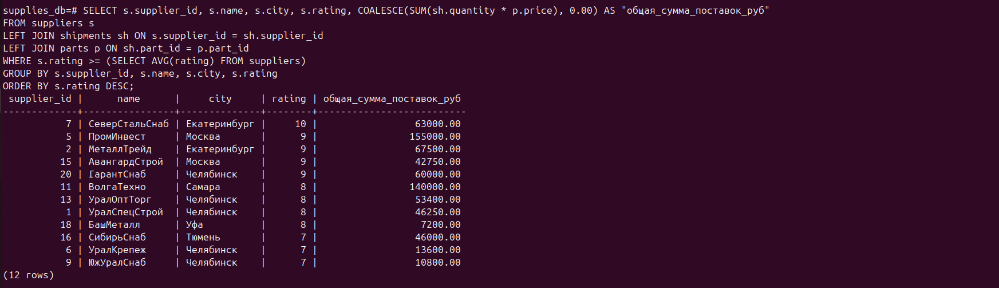 supplies_db=# SELECT s.supplier_id, s.name, s.city, s.rating, COALESCE(SUM(sh.quantity * p.price), 0.00) AS "общая_сумма_поставок_руб"
FROM suppliers s
LEFT JOIN shipments sh ON s.supplier_id = sh.supplier_id
LEFT JOIN parts p ON sh.part_id = p.part_id
WHERE s.rating >= (SELECT AVG(rating) FROM suppliers)
GROUP BY s.supplier_id, s.name, s.city, s.rating
ORDER BY s.rating DESC;
 supplier_id |      name      |     city     | rating | общая_сумма_поставок_руб
-------------+----------------+--------------+--------+--------------------------
           7 | СеверСтальСнаб | Екатеринбург |     10 |                 63000.00
           5 | ПромИнвест     | Москва       |      9 |                155000.00
           2 | МеталлТрейд    | Екатеринбург |      9 |                 67500.00
          15 | АвангардСтрой  | Москва       |      9 |                 42750.00
          20 | ГарантСнаб     | Челябинск    |      9 |                 60000.00
          11 | ВолгаТехно     | Самара       |      8 |                140000.00
          13 | УралОптТорг    | Челябинск    |      8 |                 53400.00
           1 | УралСпецСтрой  | Челябинск    |      8 |                 46250.00
          18 | БашМеталл      | Уфа          |      8 |                  7200.00
          16 | СибирьСнаб     | Тюмень       |      7 |                 46000.00
           6 | УралКрепеж     | Челябинск    |      7 |                 13600.00
           9 | ЮжУралСнаб     | Челябинск    |      7 |                 10800.00
(12 rows)